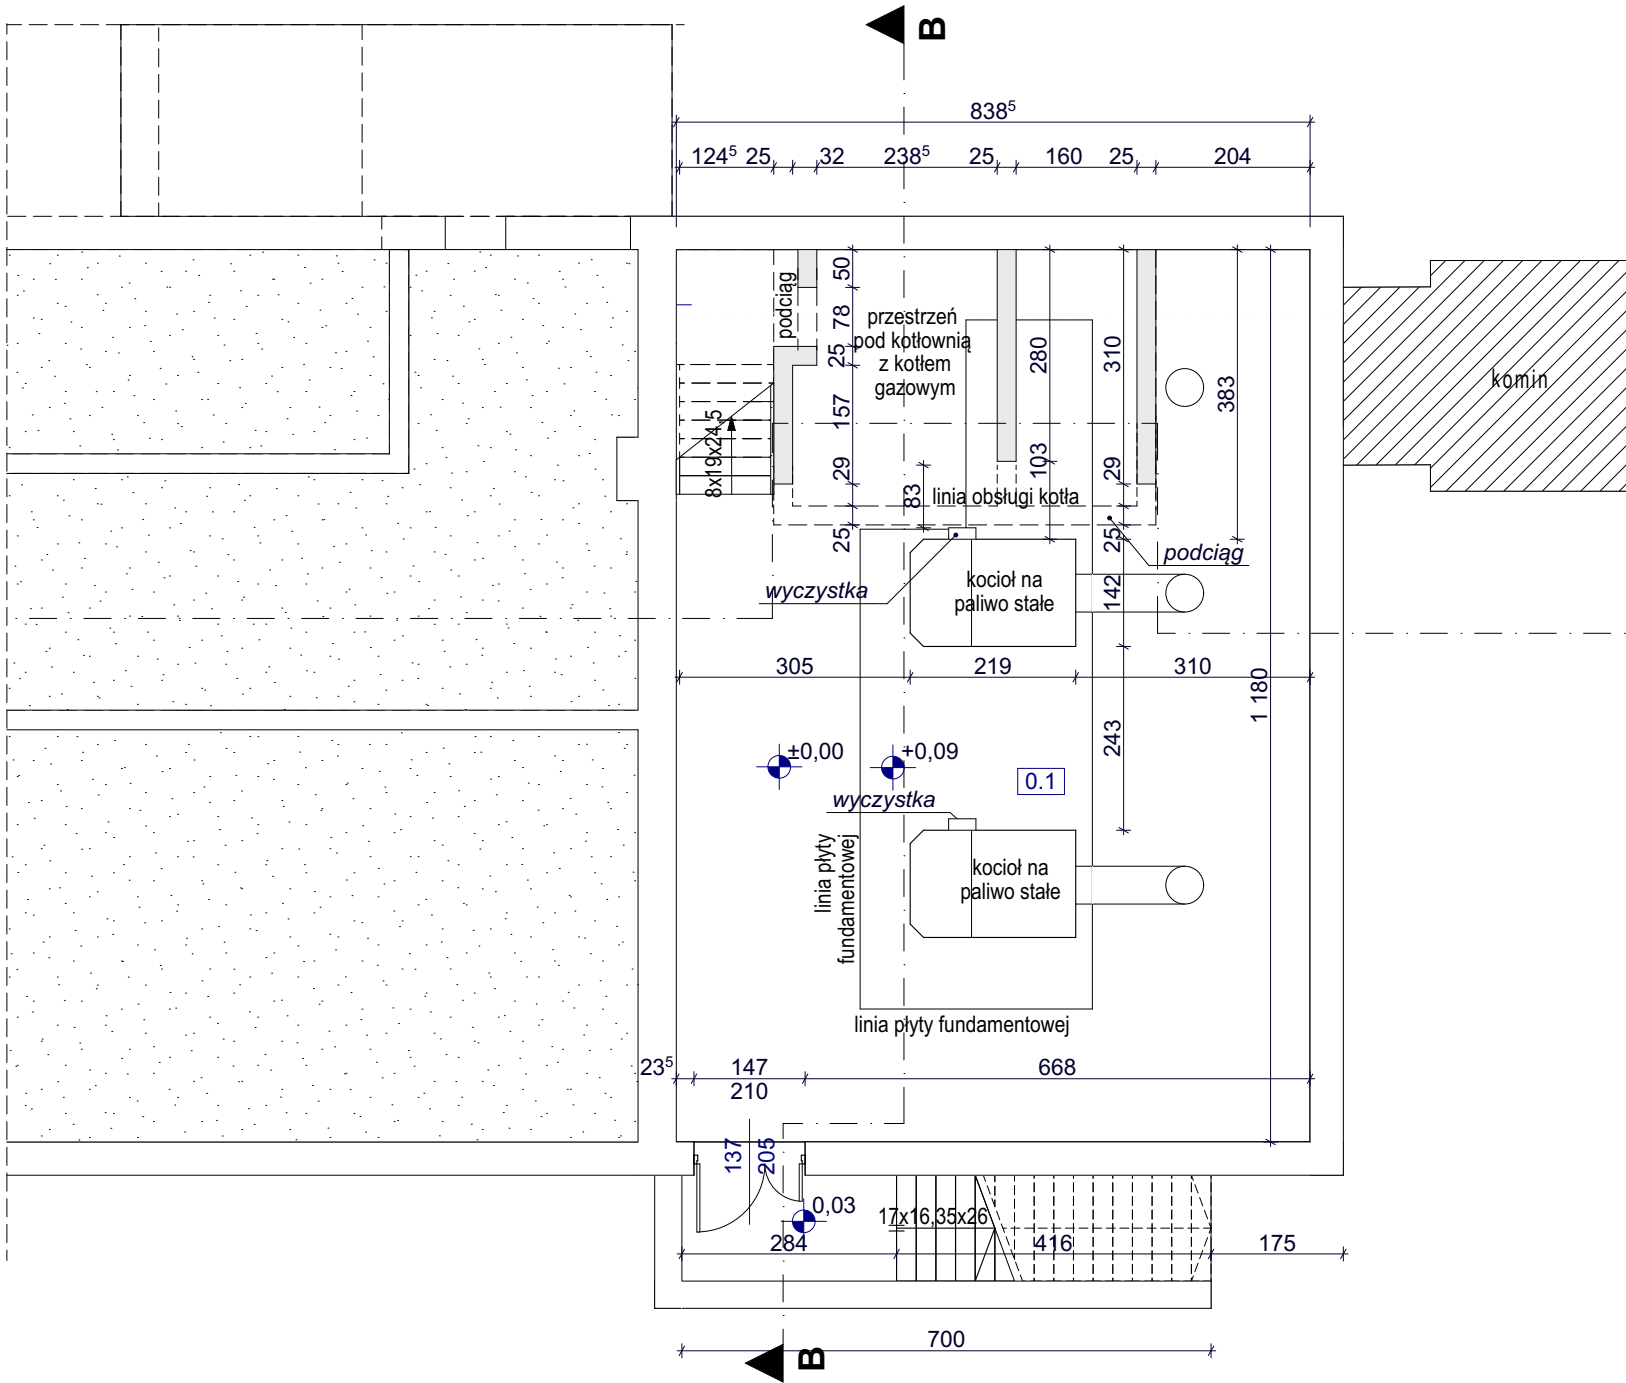 B
838⁵
124⁵ 25 32 238⁵ 25 160 25 204
podciąg
50
78
25
157
29
25
przestrzeń
pod kotłownią
z kotłem
gazowym
280
103
310
29
25
142
243
383
komin
8x19x24,5
83
linia obsługi kotła
podciąg
wyczystka
kocioł na
paliwo stałe
305 219 310
1 180
±0,00
+0,09
0.1
wyczystka
linia płyty
fundamentowej
kocioł na
paliwo stałe
linia płyty fundamentowej
23⁵ 147 668
210
137
205
0,03
17x16,35x26
284 416 175
700
B